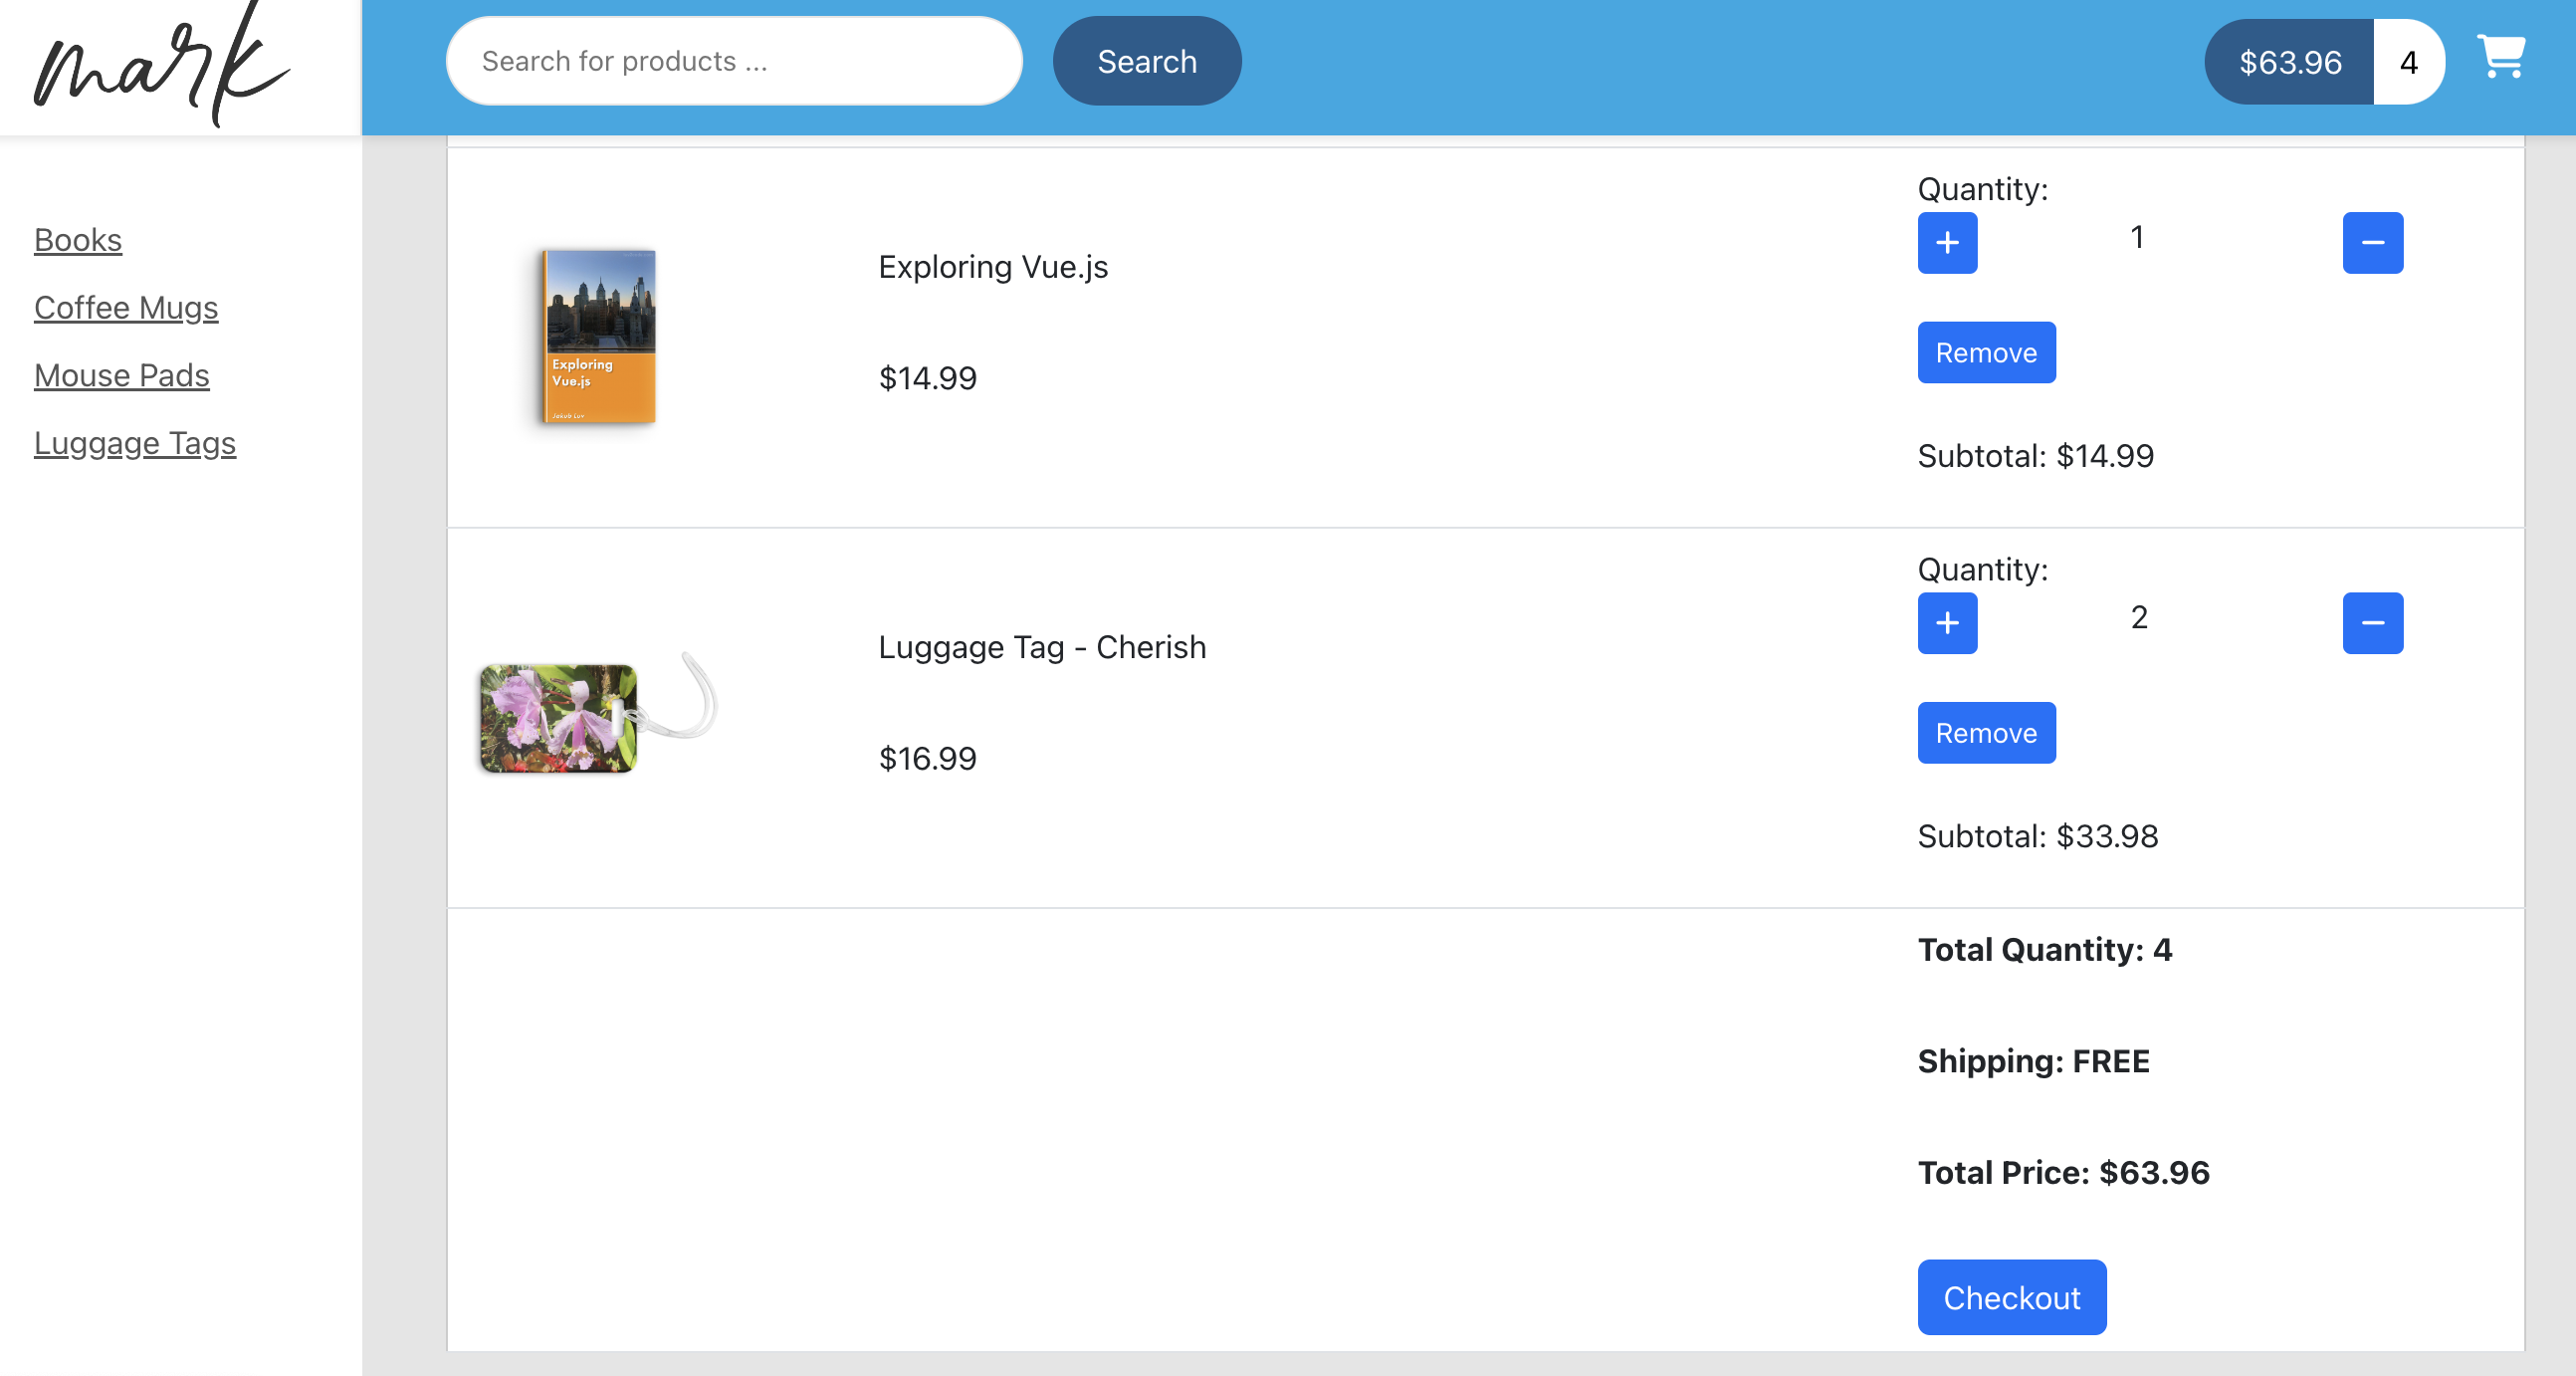 mark
Search for products ...
Search
$63.96
4
Books
Coffee Mugs
Mouse Pads
Luggage Tags
Quantity:
1
Exploring Vue.js
$14.99
Exploring
Vue.js
Remove
Subtotal: $14.99
Quantity:
2
Luggage Tag - Cherish
$16.99
Remove
Subtotal: $33.98
Total Quantity: 4
Shipping: FREE
Total Price: $63.96
Checkout